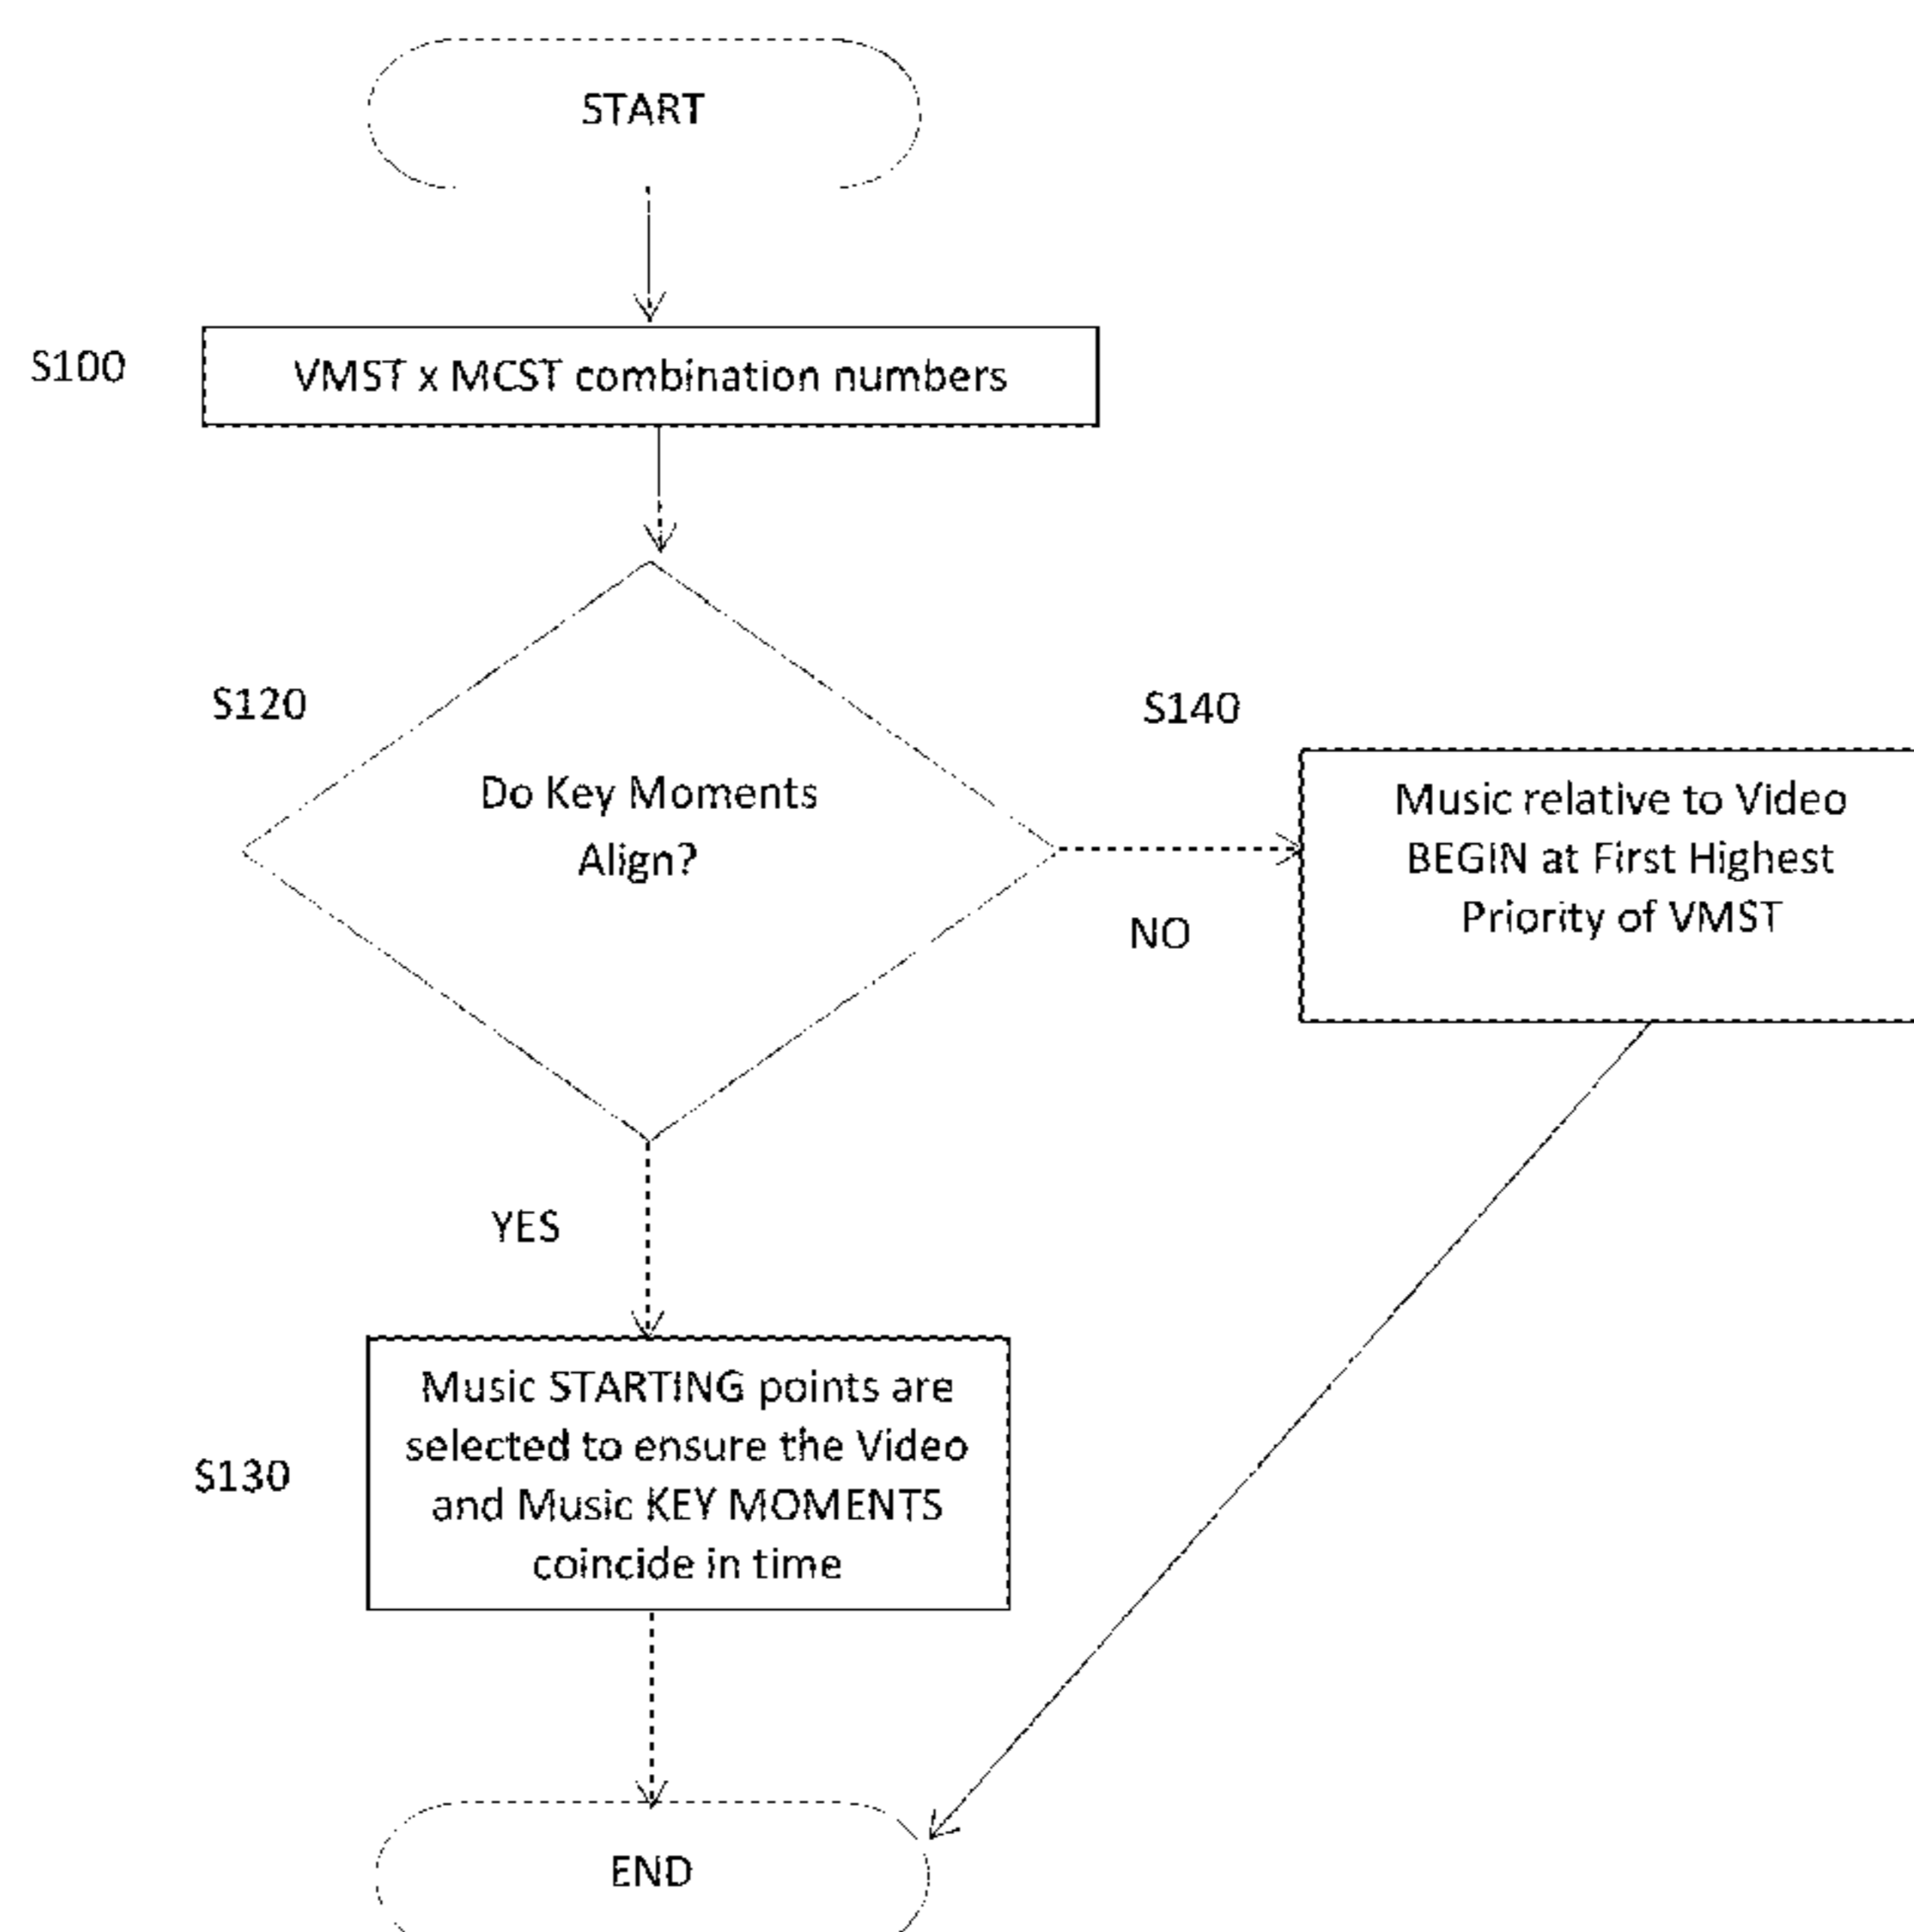 START
S100
VMST x MCST combination numbers
S120
Do Key Moments
Align?
S140
Music relative to Video
BEGIN at First Highest
Priority of VMST
NO
YES
S130
Music STARTING points are
selected to ensure the Video
and Music KEY MOMENTS
coincide in time
END